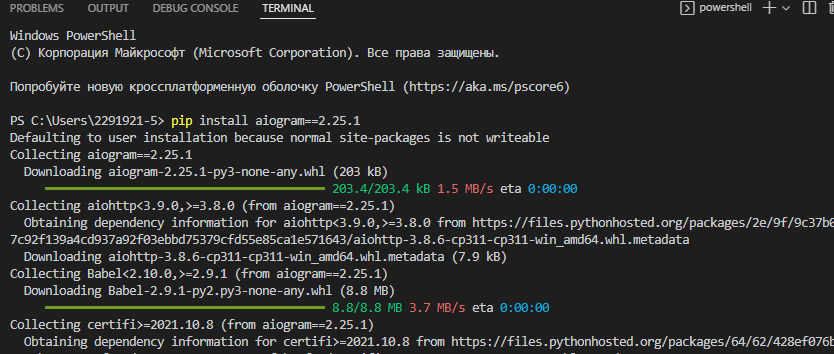 PROBLEMS OUTPUT DEBUG CONSOLE TERMINAL powershell
Windows PowerShell
(C) Корпорация Майкрософт (Microsoft Corporation). Все права защищены.
Попробуйте новую кроссплатформенную оболочку PowerShell (https://aka.ms/pscore6)
PS C:\Users\2291921-5> pip install aiogram==2.25.1
Defaulting to user installation because normal site-packages is not writeable
Collecting aiogram==2.25.1
Downloading aiogram-2.25.1-py3-none-any.whl (203 kB)
203.4/203.4 kB 1.5 MB/s eta 0:00:00
Collecting aiohttp<3.9.0,>=3.8.0 (from aiogram==2.25.1)
Obtaining dependency information for aiohttp<3.9.0,>=3.8.0 from https://files.pythonhosted.org/packages/2e/9f/9c37b0
7c92f139a4cd937a92f03ebbd75379cfd55e85ca1e571643/aiohttp-3.8.6-cp311-cp311-win_amd64.whl.metadata
Downloading aiohttp-3.8.6-cp311-cp311-win_amd64.whl.metadata (7.9 kB)
Collecting Babel<2.10.0,>=2.9.1 (from aiogram==2.25.1)
Downloading Babel-2.9.1-py2.py3-none-any.whl (8.8 MB)
8.8/8.8 MB 3.7 MB/s eta 0:00:00
Collecting certifi>=2021.10.8 (from aiogram==2.25.1)
Obtaining dependency information for certifi>=2021.10.8 from https://files.pythonhosted.org/packages/64/62/428ef076b